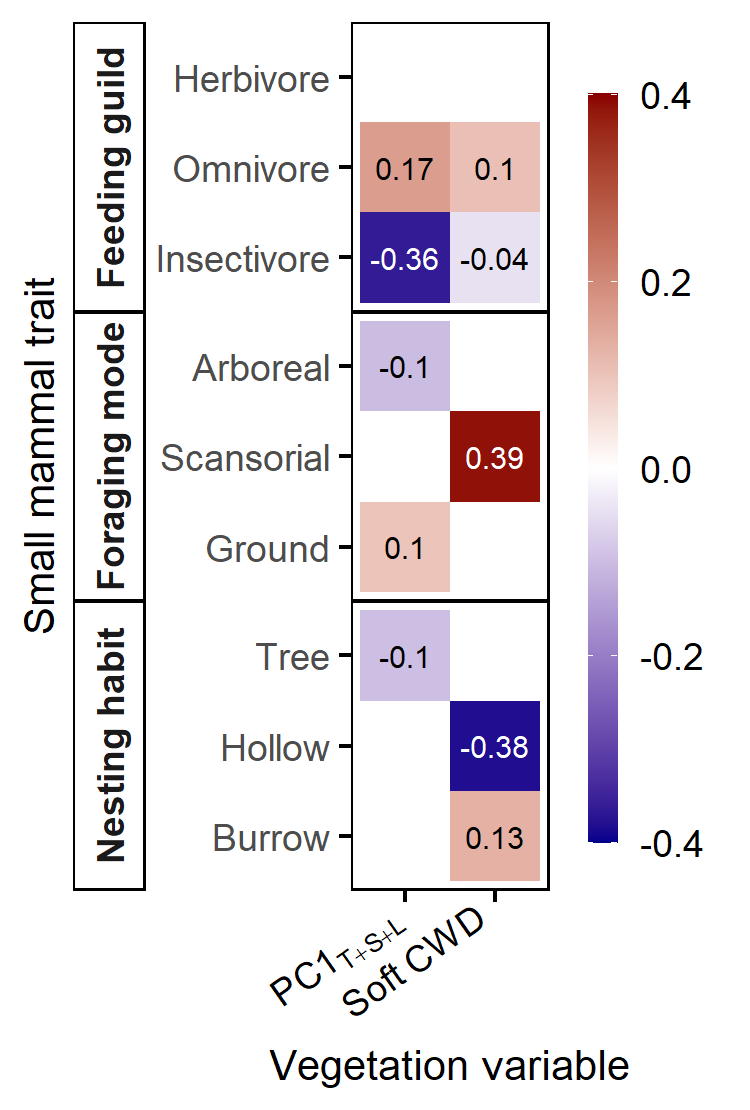 Small mammal trait
Feeding guild
Herbivore
Omnivore 0.17 0.1
Insectivore -0.36 -0.04
Foraging mode
Arboreal -0.1
Scansorial 0.39
Ground 0.1
Nesting habit
Tree -0.1
Hollow -0.38
Burrow 0.13
PC1T+S+L
Soft CWD
Vegetation variable
0.4
0.2
0.0
-0.2
-0.4